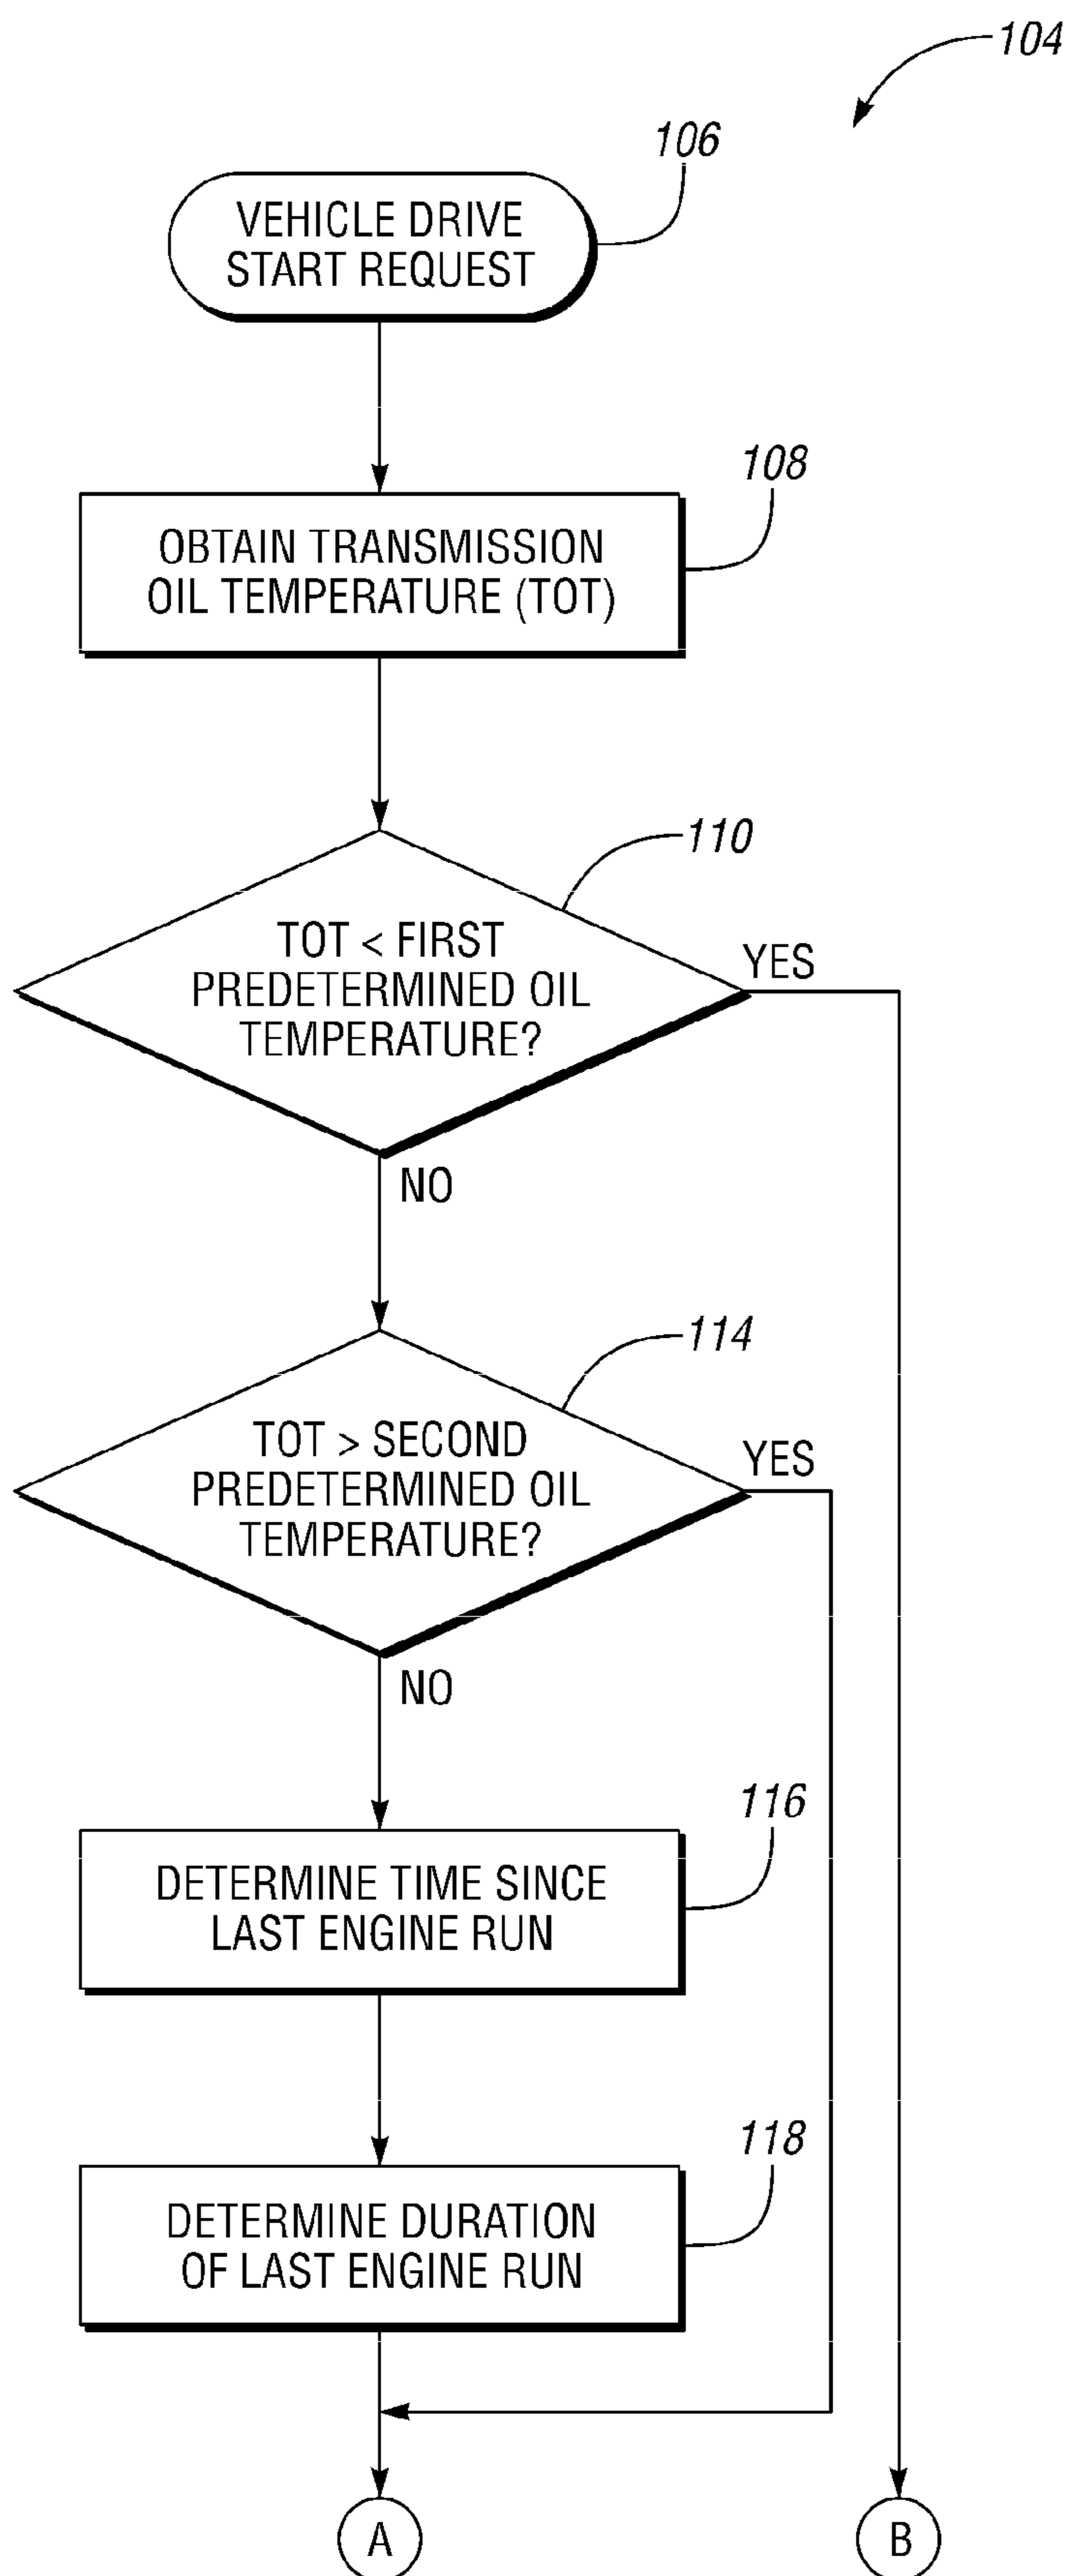 104
106
VEHICLE DRIVE
START REQUEST
108
OBTAIN TRANSMISSION
OIL TEMPERATURE (TOT)
110
TOT < FIRST
PREDETERMINED OIL
TEMPERATURE?
YES
NO
114
TOT > SECOND
PREDETERMINED OIL
TEMPERATURE?
YES
NO
116
DETERMINE TIME SINCE
LAST ENGINE RUN
118
DETERMINE DURATION
OF LAST ENGINE RUN
A
B